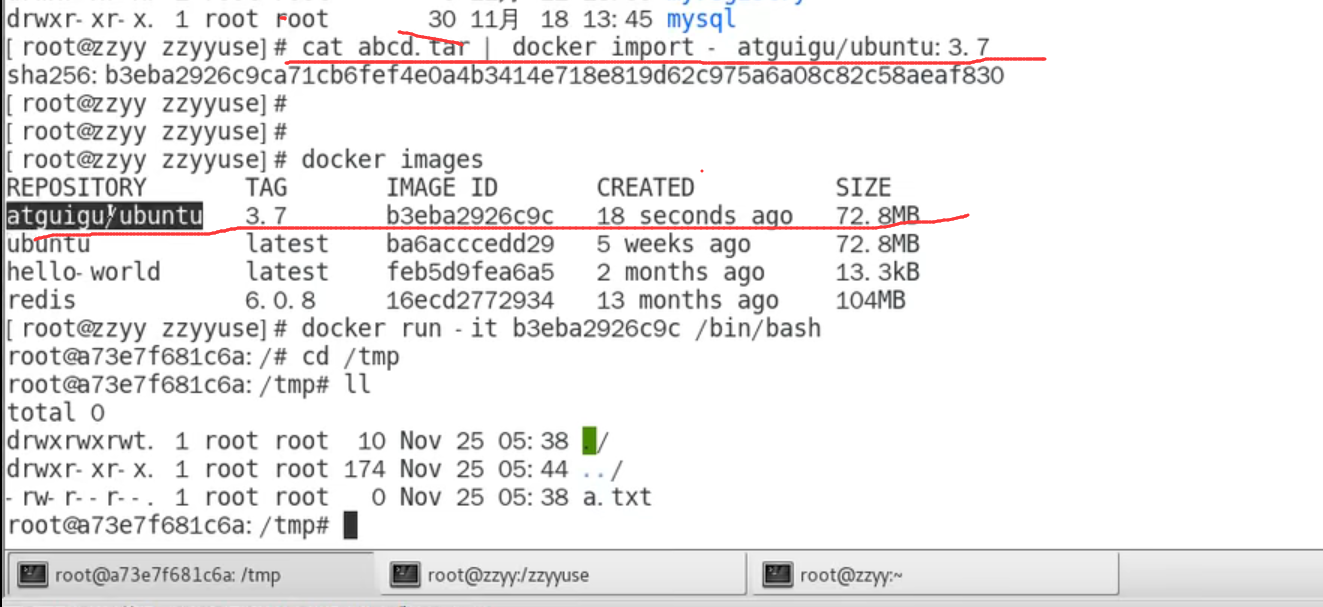 drwxr-xr-x. 1 root root 30 11月 18 13:45 mysql
[root@zzyy zzyyuse]# cat abcd.tar | docker import - atguigu/ubuntu:3.7
sha256:b3eba2926c9ca71cb6fef4e0a4b3414e718e819d62c975a6a08c82c58aeaf830
[root@zzyy zzyyuse]#
[root@zzyy zzyyuse]#
[root@zzyy zzyyuse]# docker images
REPOSITORY TAG IMAGE ID CREATED SIZE
atguigu/ubuntu 3.7 b3eba2926c9c 18 seconds ago 72.8MB
ubuntu latest ba6acccedd29 5 weeks ago 72.8MB
hello-world latest feb5d9fea6a5 2 months ago 13.3kB
redis 6.0.8 16ecd2772934 13 months ago 104MB
[root@zzyy zzyyuse]# docker run -it b3eba2926c9c /bin/bash
root@a73e7f681c6a:/# cd /tmp
root@a73e7f681c6a:/tmp# ll
total 0
drwxrwxrwt. 1 root root 10 Nov 25 05:38 ./
drwxr-xr-x. 1 root root 174 Nov 25 05:44 ../
-rw-r--r--. 1 root root 0 Nov 25 05:38 a.txt
root@a73e7f681c6a:/tmp#
root@a73e7f681c6a:/tmp root@zzyy:/zzyyuse root@zzyy:~